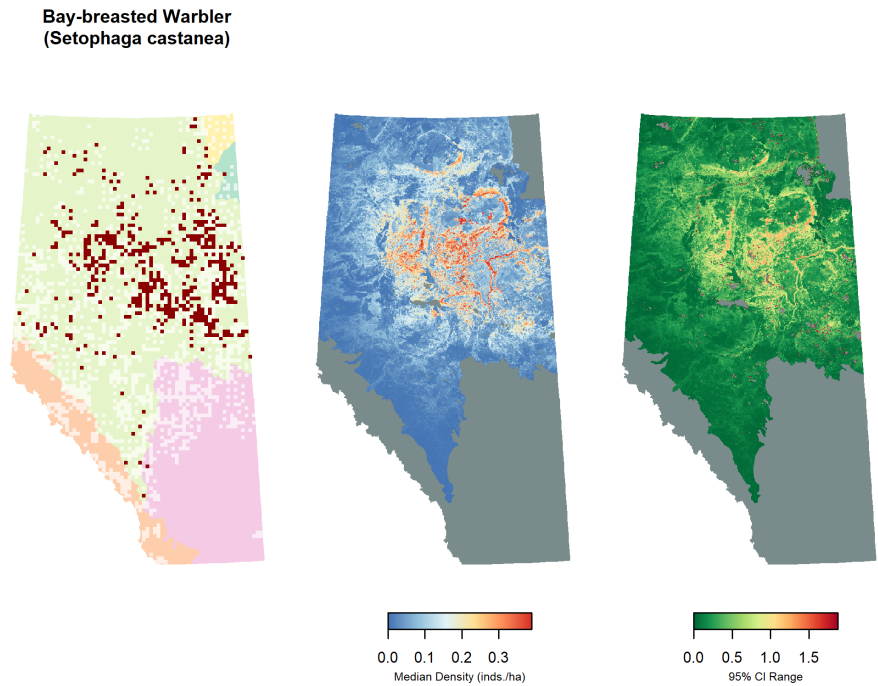 Bay-breasted Warbler
(Setophaga castanea)
0.0 0.1 0.2 0.3
Median Density (inds./ha)
0.0 0.5 1.0 1.5
95% CI Range